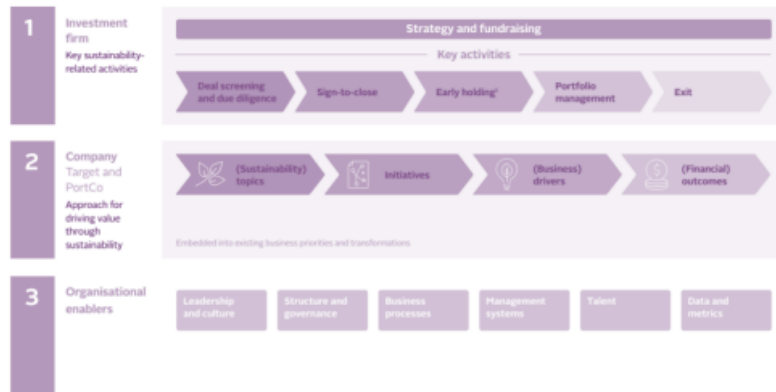 1
Investment
firm
Key sustainability-
related activities
Strategy and fundraising
Key activities
Deal screening
and due diligence
Sign-to-close
Early holding¹
Portfolio
management
Exit
2
Company
Target and
PortCo
Approach for
driving value
through
sustainability
(Sustainability)
topics
Initiatives
(Business)
drivers
(Financial)
outcomes
Embedded into existing business priorities and transformations
3
Organisational
enablers
Leadership
and culture
Structure and
governance
Business
processes
Management
systems
Talent
Data and
metrics